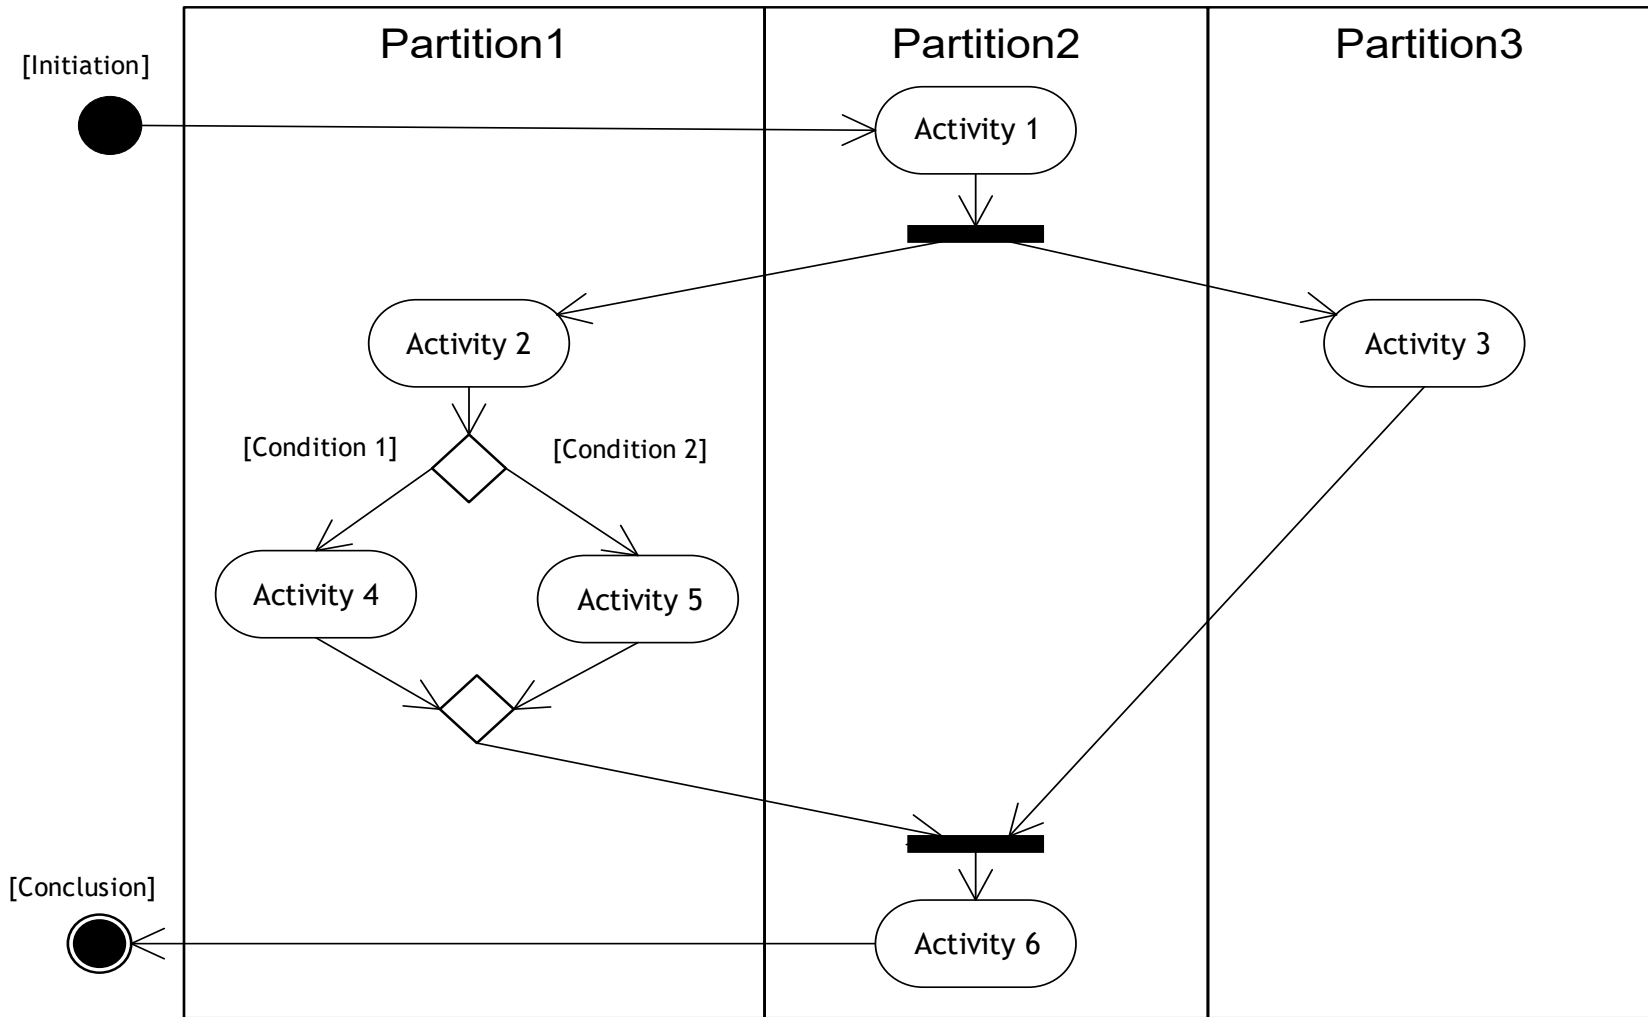 Partition1
Partition2
Partition3
[Initiation]
Activity 1
Activity 2
Activity 3
[Condition 1]
[Condition 2]
Activity 4
Activity 5
[Conclusion]
Activity 6